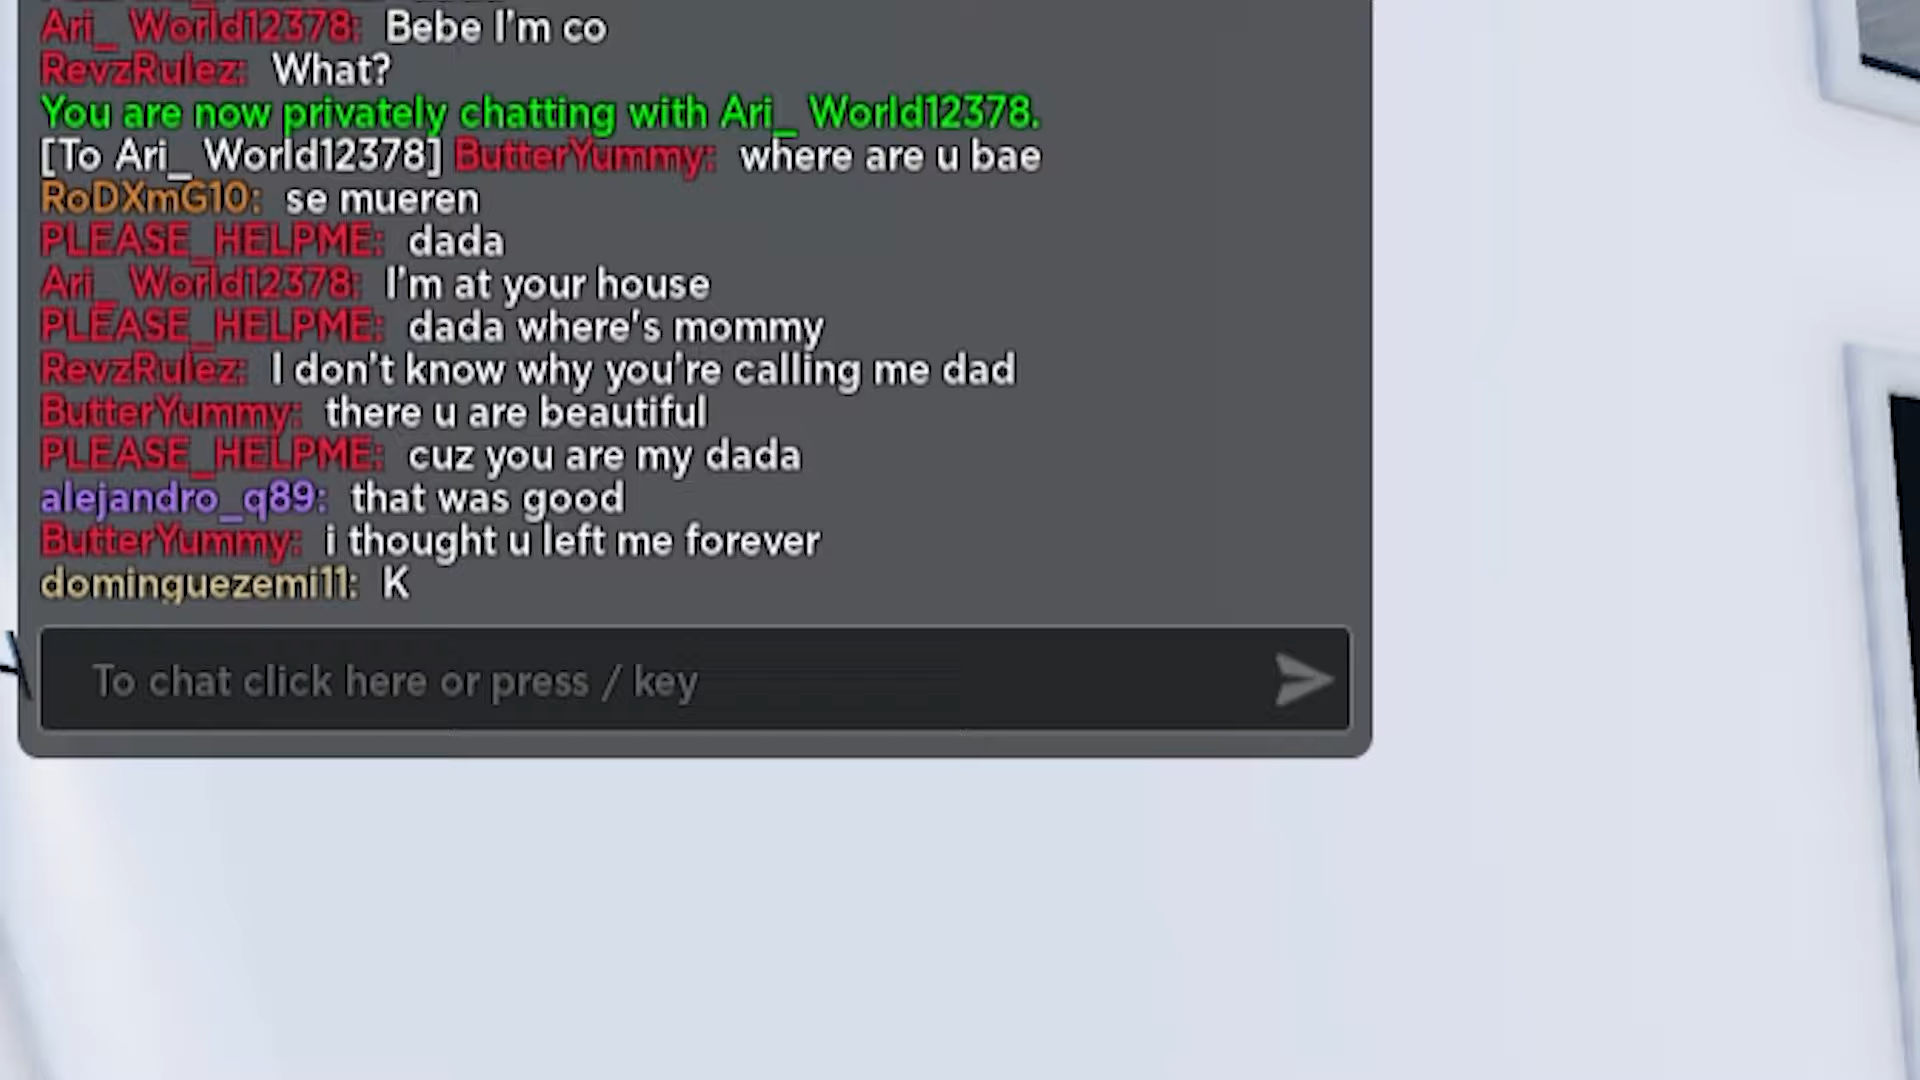 Ari_ World12378: Bebe I'm co
RevzRulez: What?
You are now privately chatting with Ari_ World12378.
[To Ari_ World12378] ButterYummy: where are u bae
RoDXmG10: se mueren
PLEASE_HELPME: dada
Ari_ World12378: I'm at your house
PLEASE_HELPME: dada where's mommy
RevzRulez: I don't know why you're calling me dad
ButterYummy: there u are beautiful
PLEASE_HELPME: cuz you are my dada
alejandro_q89: that was good
ButterYummy: i thought u left me forever
dominguezemi11: K
To chat click here or press / key